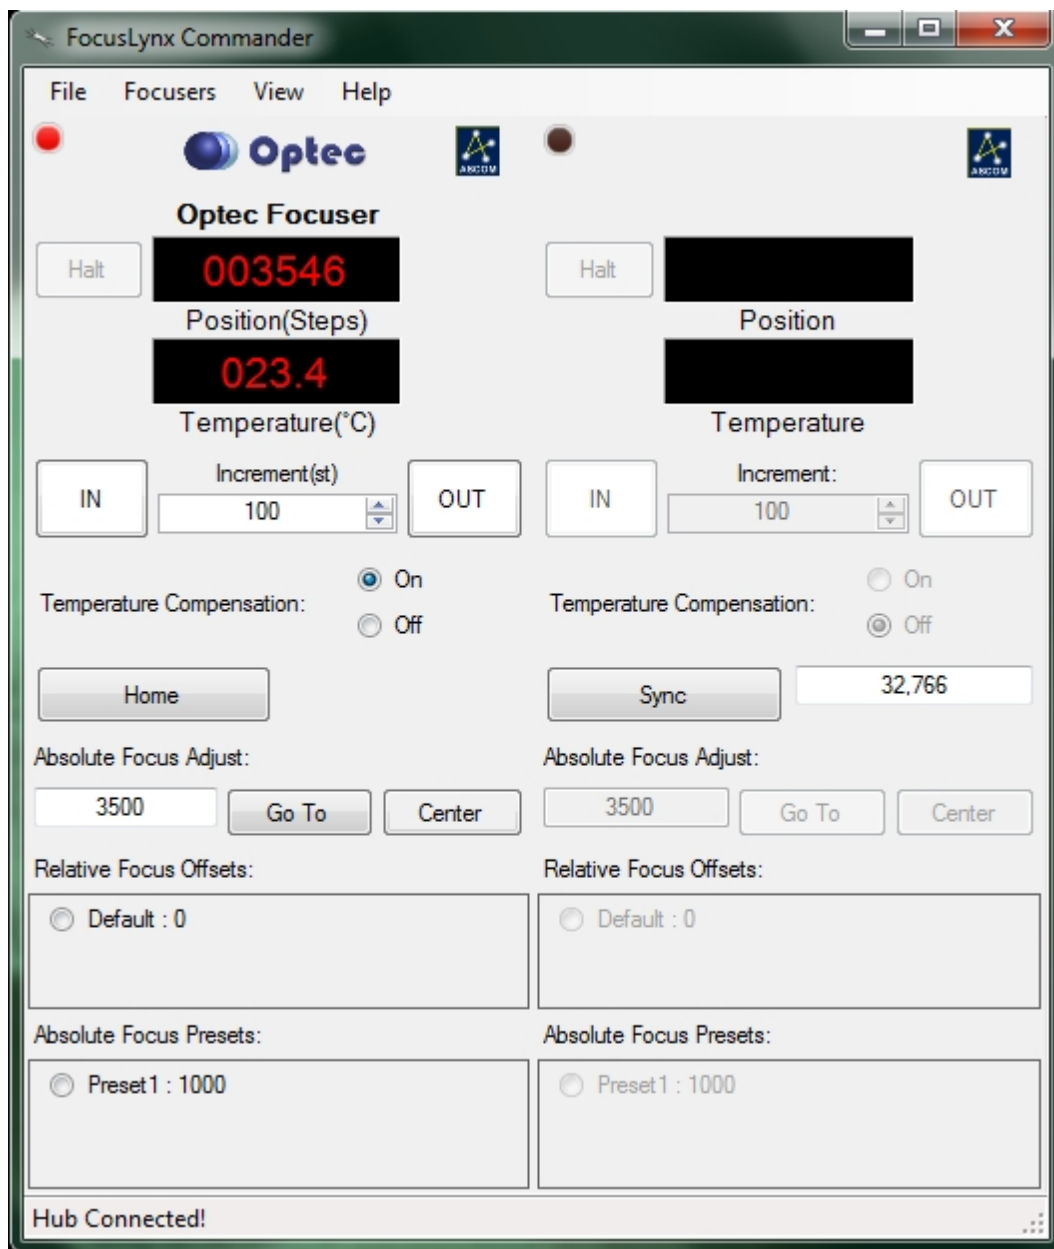 FocusLynx Commander
File Focusers View Help
Optec ASCOM ASCOM
Optec Focuser
Halt 003546 Halt
Position(Steps) Position
023.4
Temperature(°C) Temperature
IN Increment(st) 100 OUT IN Increment: 100 OUT
Temperature Compensation: On Off Temperature Compensation: On Off
Home Sync 32,766
Absolute Focus Adjust: Absolute Focus Adjust:
3500 Go To Center 3500 Go To Center
Relative Focus Offsets: Relative Focus Offsets:
Default : 0 Default : 0
Absolute Focus Presets: Absolute Focus Presets:
Preset1 : 1000 Preset1 : 1000
Hub Connected!